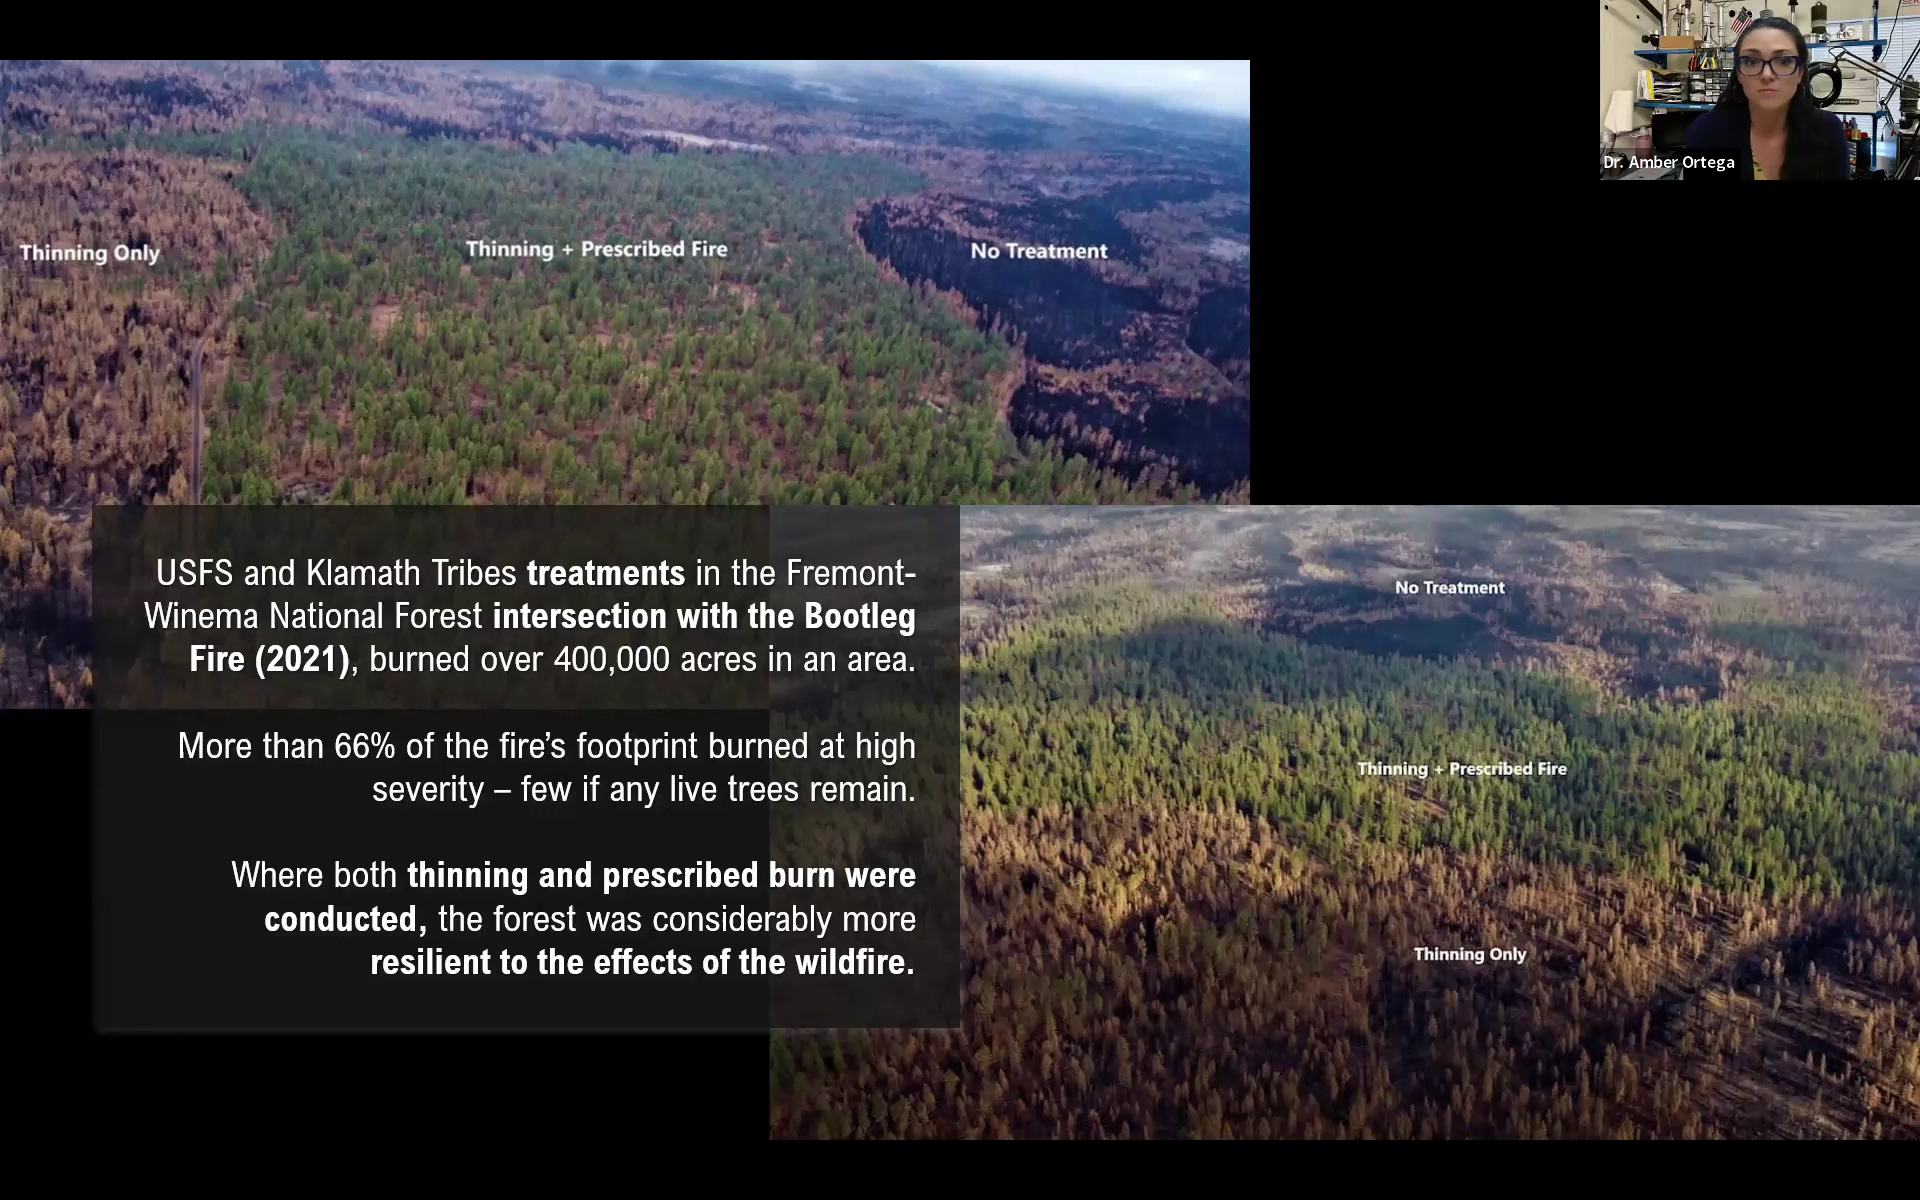 Dr. Amber Ortega
Thinning Only
Thinning + Prescribed Fire
No Treatment
USFS and Klamath Tribes treatments in the Fremont-
Winema National Forest intersection with the Bootleg
Fire (2021), burned over 400,000 acres in an area.
More than 66% of the fire’s footprint burned at high
severity – few if any live trees remain.
Where both thinning and prescribed burn were
conducted, the forest was considerably more
resilient to the effects of the wildfire.
No Treatment
Thinning + Prescribed Fire
Thinning Only